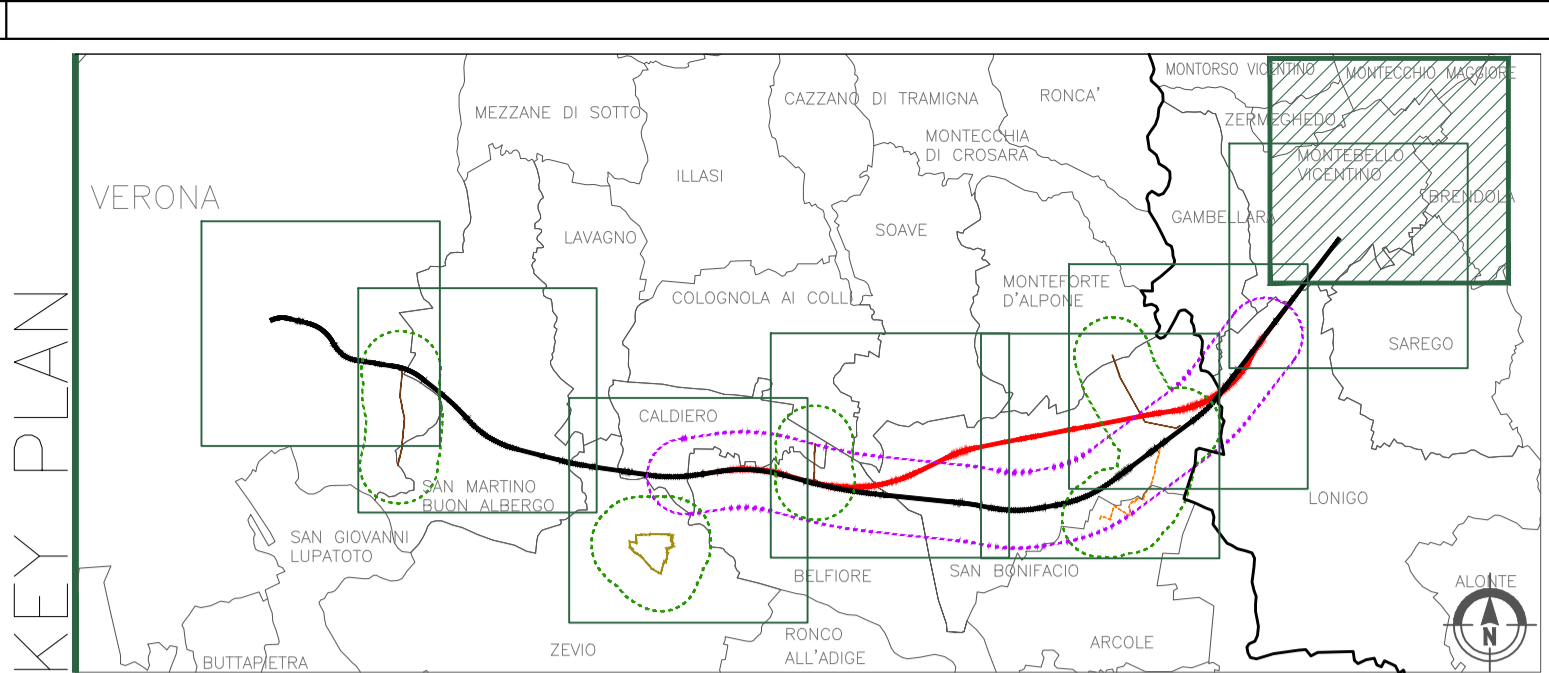 KEY PLAN
MONTORSO VICENTINO
MONTECCHIO MAGGIORE
MEZZANE DI SOTTO
CAZZANO DI TRAMIGNA
RONCA'
ZERMEGHEDO
MONTECCHIA
DI CROSARA
MONTEBELLO
VICENTINO
ILLASI
VERONA
BRENDOLA
GAMBELLARA
LAVAGNO
SOAVE
MONTEFORTE
D'ALPONE
COLOGNOLA AI COLLI
SAREGO
CALDIERO
SAN MARTINO
BUON ALBERGO
LONIGO
SAN GIOVANNI
LUPATOTO
BELFIORE
SAN BONIFACIO
ALONTE
N
RONCO
ALL'ADIGE
ARCOLE
ZEVIO
BUTTAPIETRA